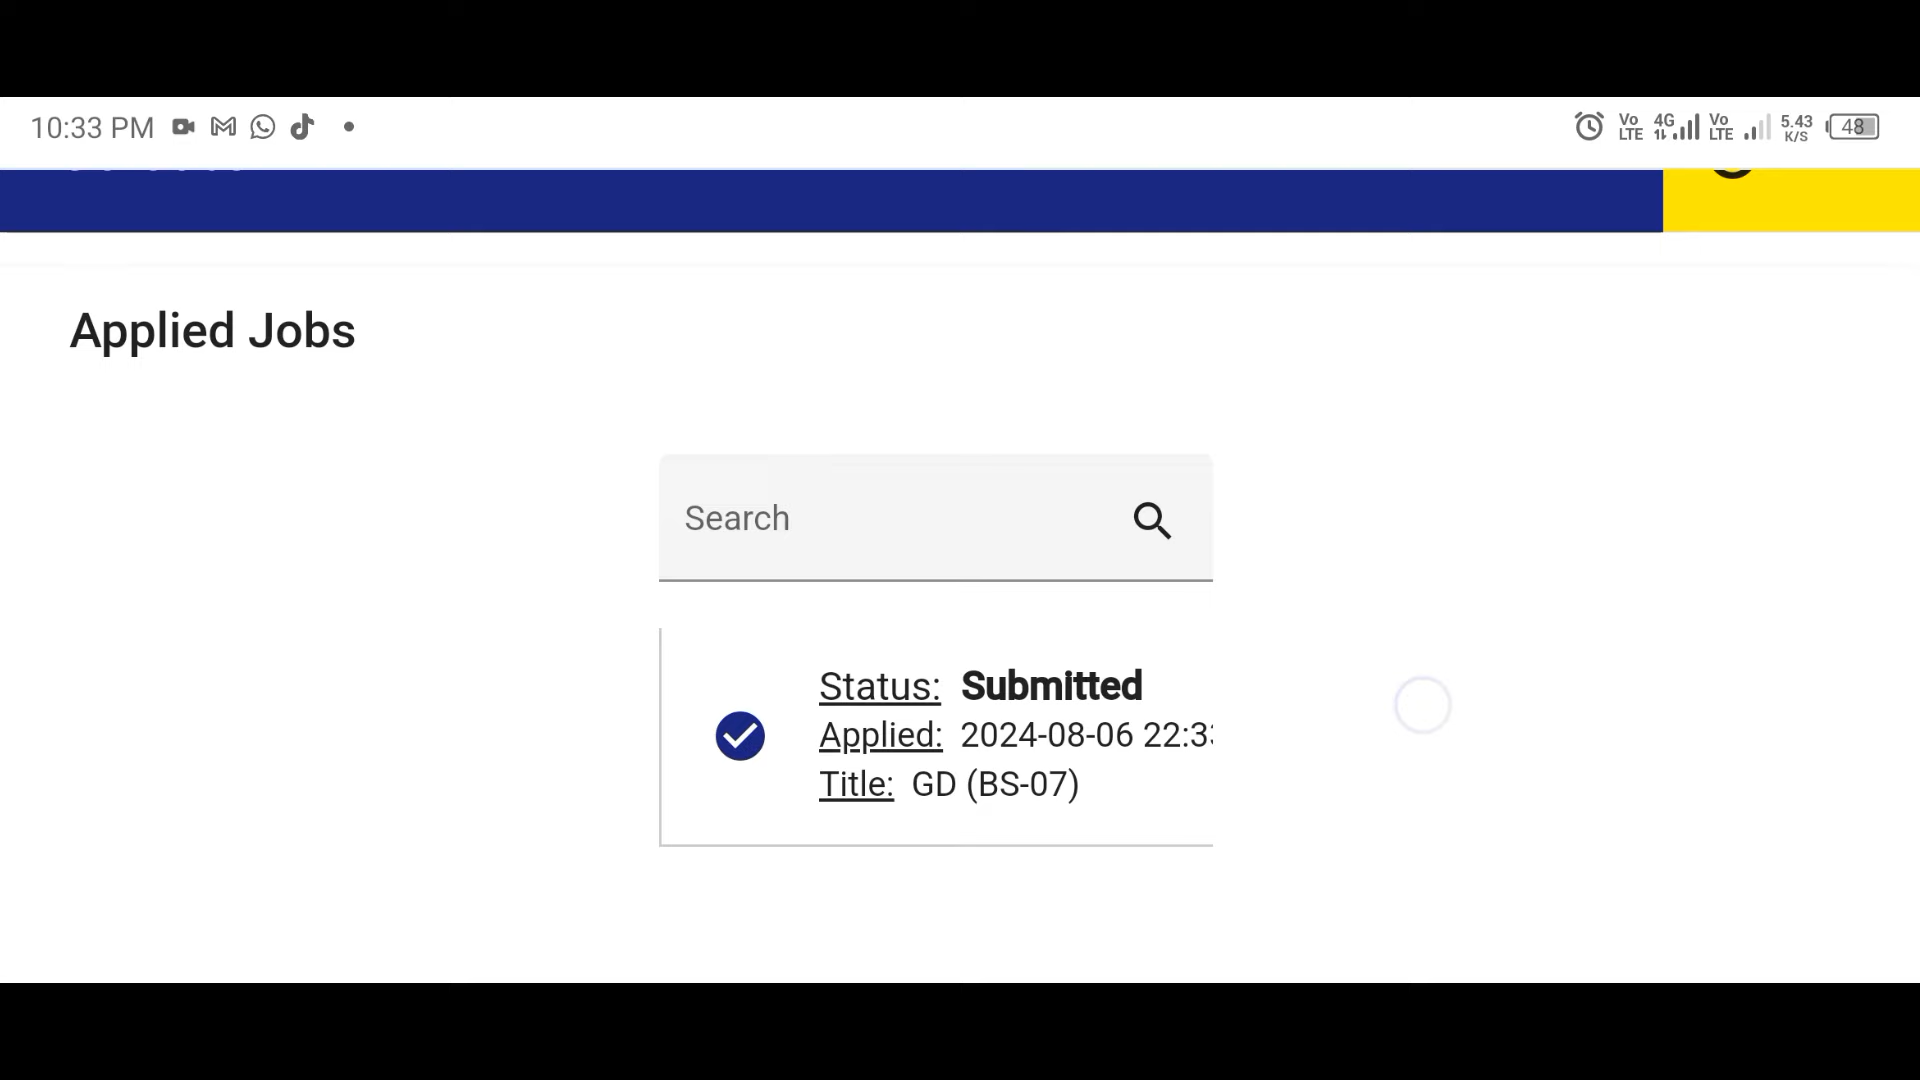 10:33 PM
Vo LTE 4G Vo LTE 5.43 K/S 48
Applied Jobs
Search
Status: Submitted
Applied: 2024-08-06 22:33
Title: GD (BS-07)